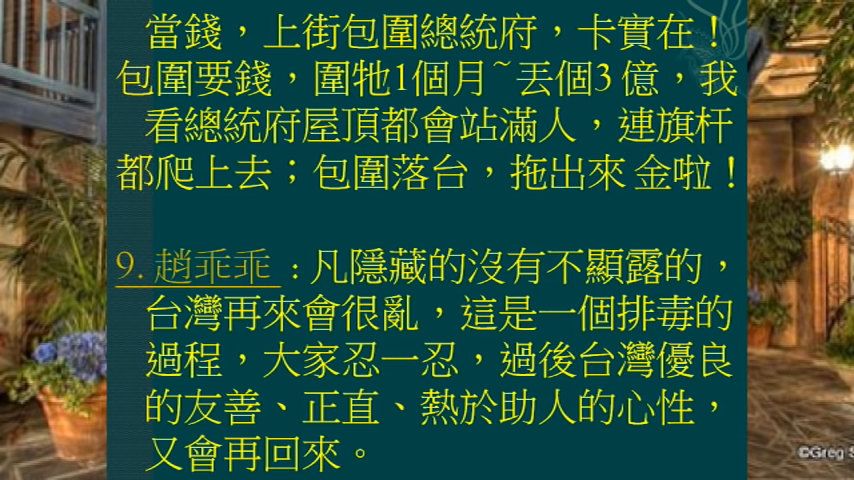 當錢，上街包圍總統府，卡實在！
包圍要錢，圍牠1個月~丟個3 億，我
看總統府屋頂都會站滿人，連旗杆
都爬上去；包圍落台，拖出來 金啦！
9. 趙乖乖 : 凡隱藏的沒有不顯露的，
台灣再來會很亂，這是一個排毒的
過程，大家忍一忍，過後台灣優良
的友善、正直、熱於助人的心性，
又會再回來。
©Greg